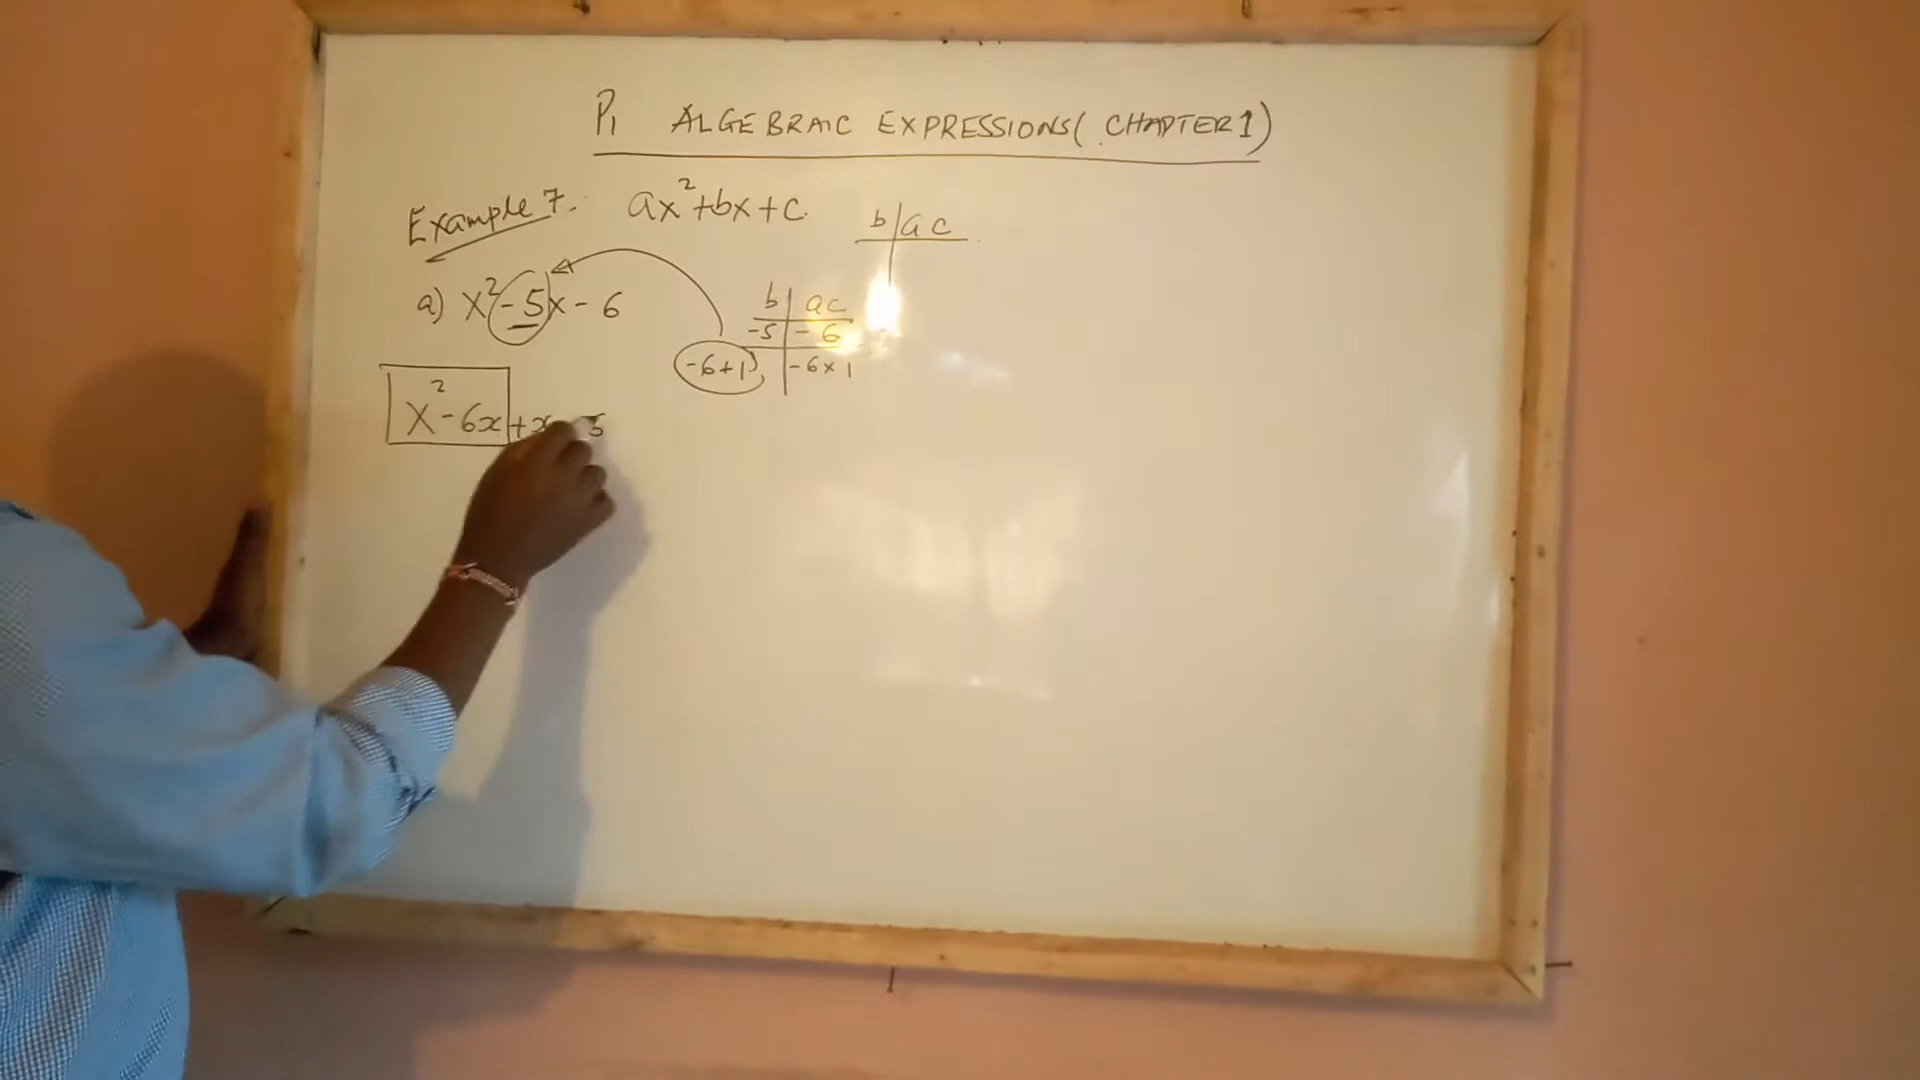 P1 ALGEBRAIC EXPRESSIONS (CHAPTER 1)
Example 7. ax²+bx+c
b | ac
a) x²-5x-6
b | ac
-5 | -6
-6+1 | -6×1
x²-6x+x